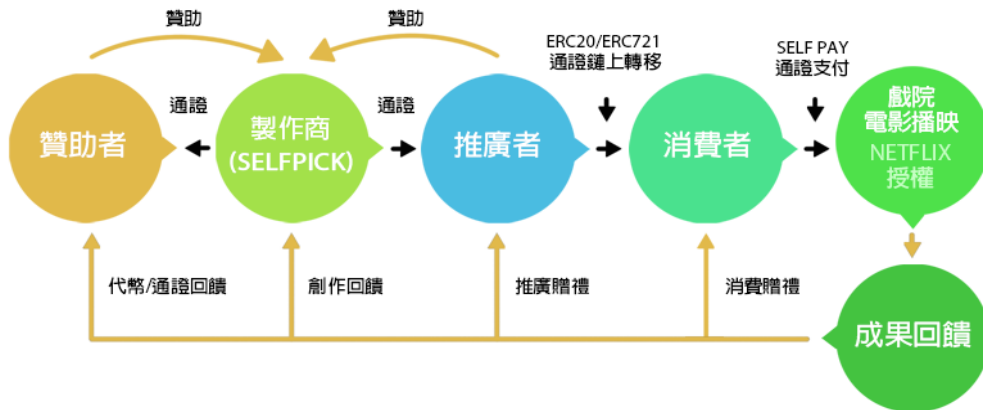 贊助
贊助
ERC20/ERC721
通證鏈上轉移
SELF PAY
通證支付
贊助者
通證
製作商
(SELFPICK)
通證
推廣者
消費者
戲院
電影播映
NETFLIX
授權
代幣/通證回饋
創作回饋
推廣贈禮
消費贈禮
成果回饋